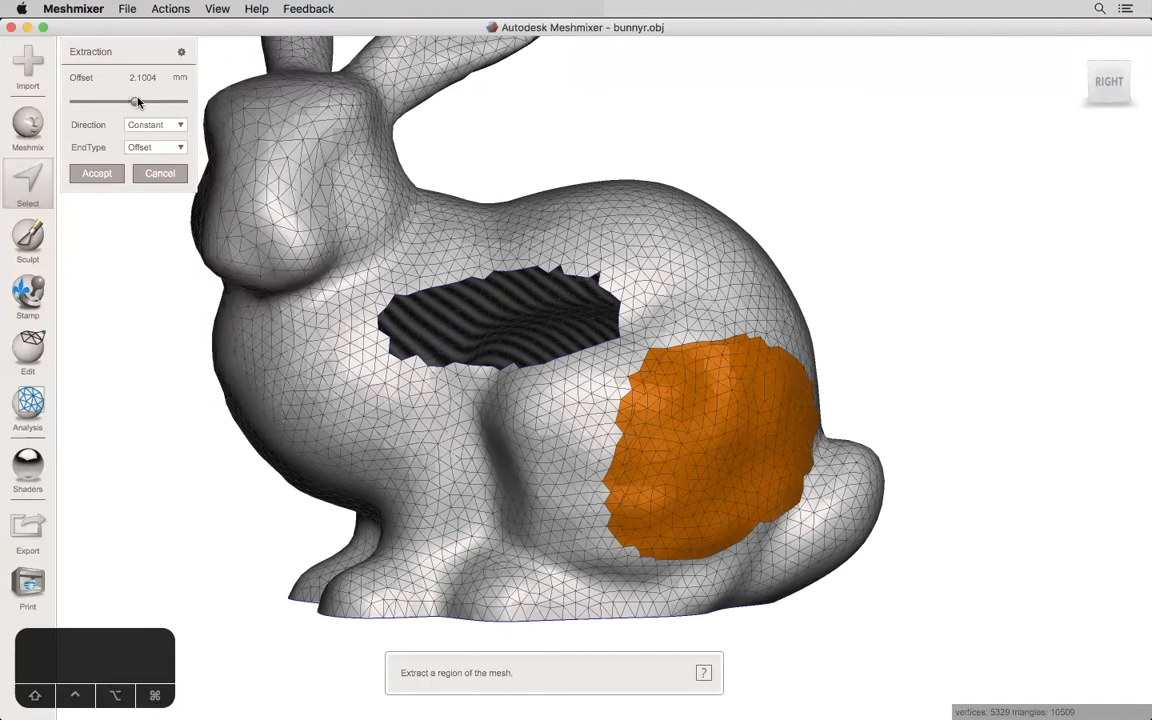 Meshmixer File Actions View Help Feedback
Autodesk Meshmixer - bunnyr.obj
Import
Meshmix
Select
Sculpt
Stamp
Edit
Analysis
Shaders
Export
Print
Extraction
Offset 2.1004 mm
Direction Constant
EndType Offset
Accept Cancel
RIGHT
Extract a region of the mesh. ?
vertices: 5329 triangles: 10509